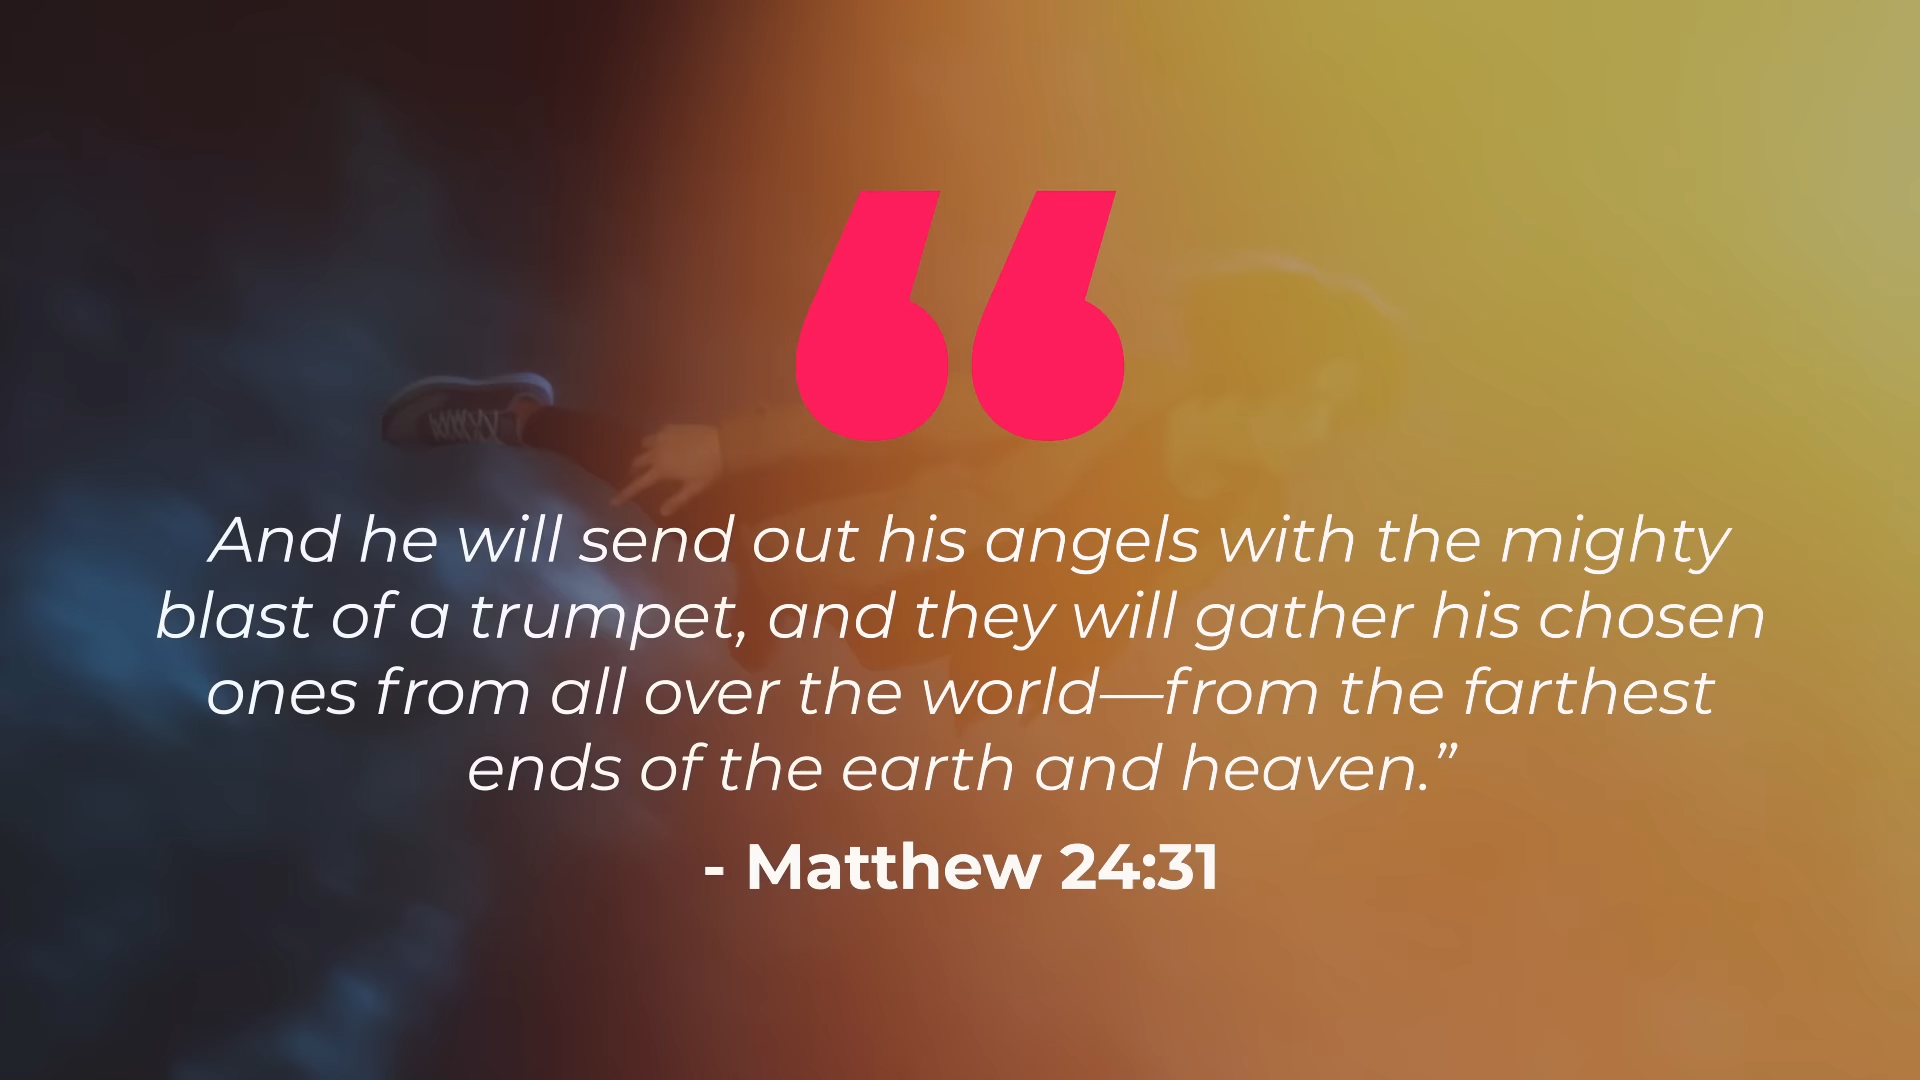 “
And he will send out his angels with the mighty
blast of a trumpet, and they will gather his chosen
ones from all over the world—from the farthest
ends of the earth and heaven.”
- Matthew 24:31